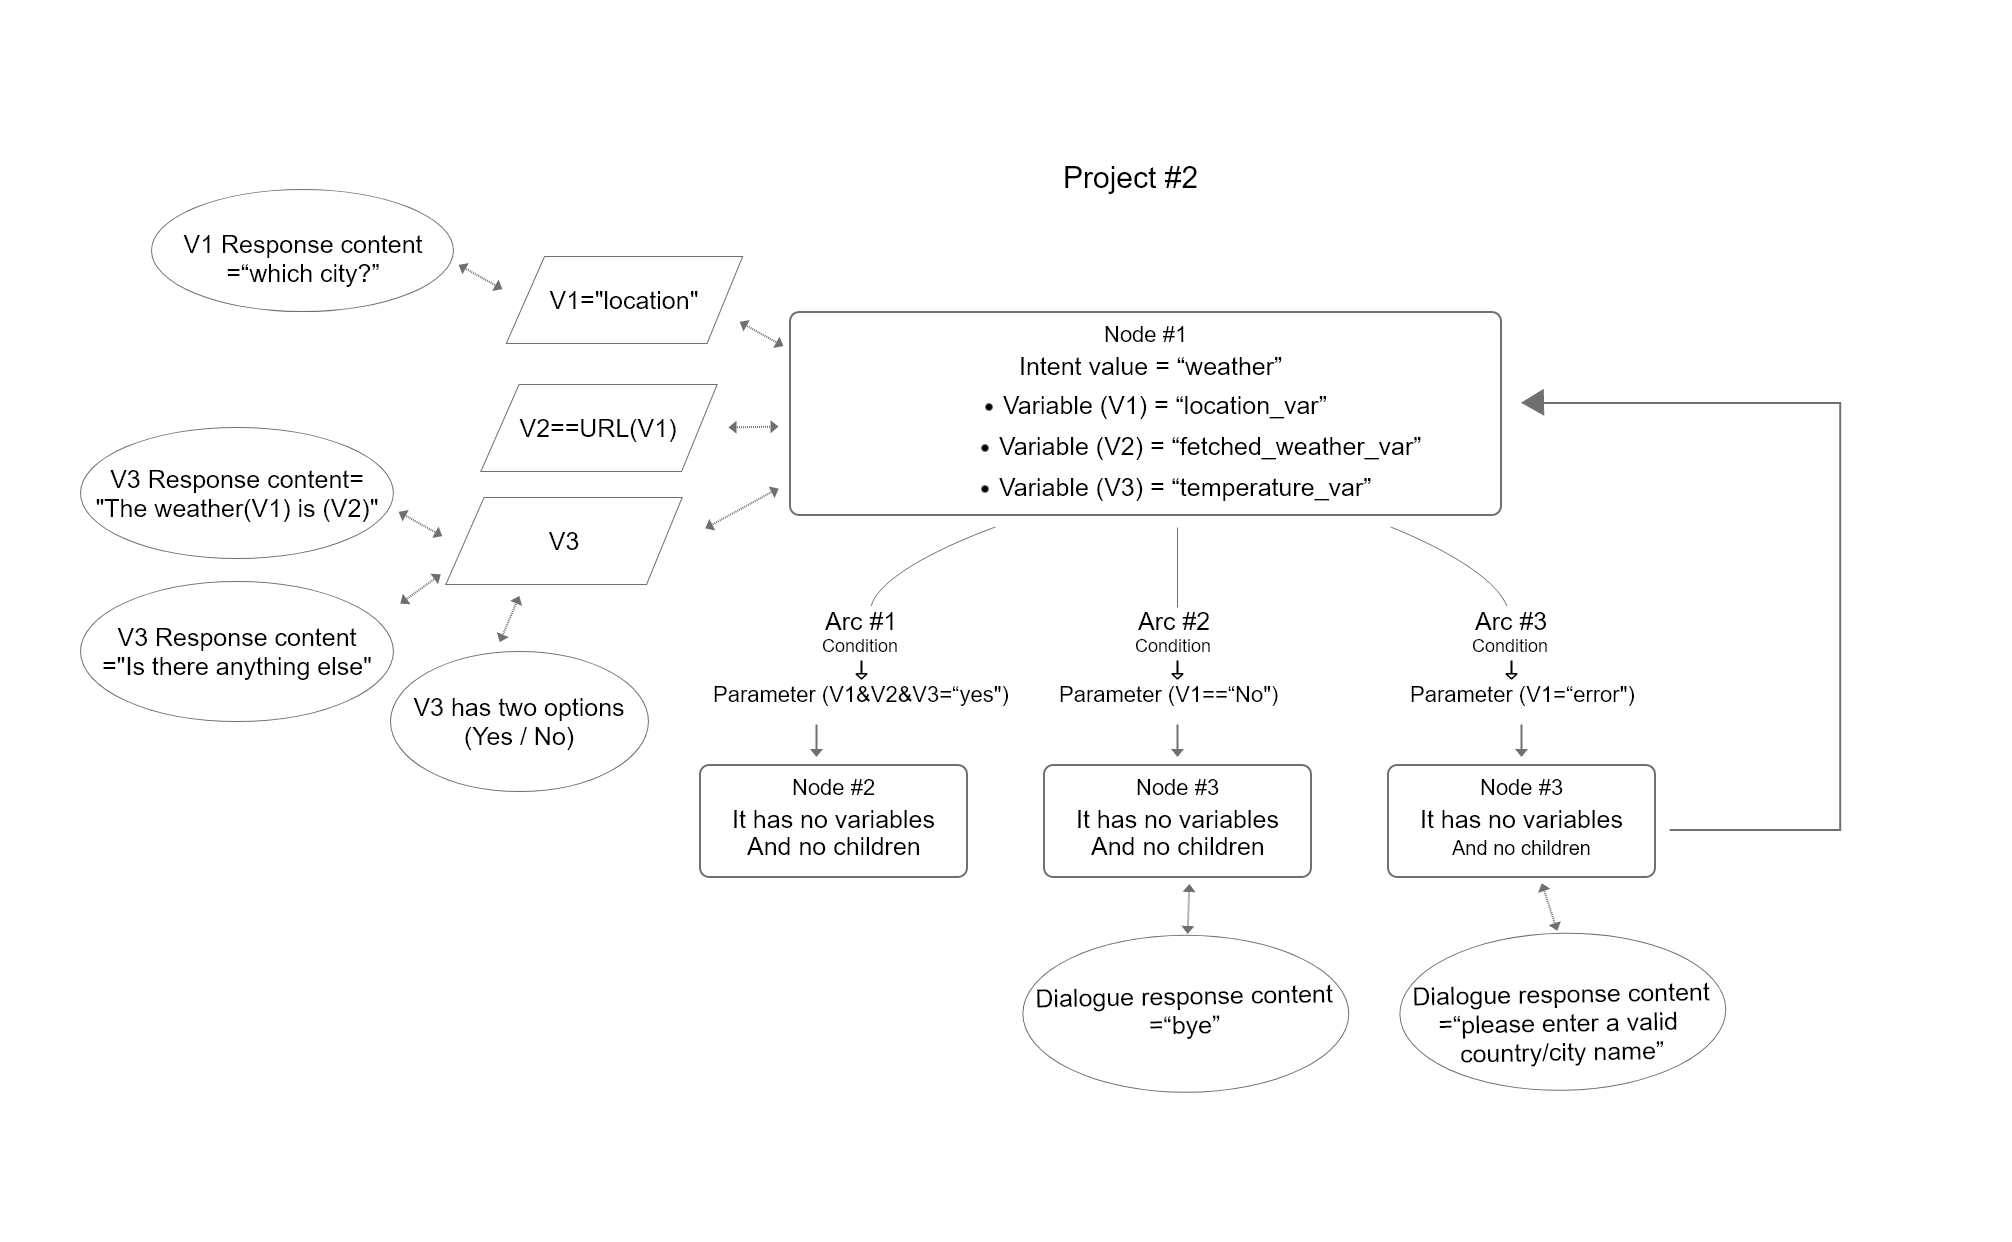 Project #2
V1 Response content
=“which city?”
V1="location"
V2==URL(V1)
V3 Response content=
"The weather(V1) is (V2)"
V3
V3 Response content
="Is there anything else"
V3 has two options
(Yes / No)
Node #1
Intent value = “weather”
• Variable (V1) = “location_var”
• Variable (V2) = “fetched_weather_var”
• Variable (V3) = “temperature_var”
Arc #1
Condition
Parameter (V1&V2&V3=“yes")
Node #2
It has no variables
And no children
Arc #2
Condition
Parameter (V1==“No")
Node #3
It has no variables
And no children
Dialogue response content
=“bye”
Arc #3
Condition
Parameter (V1=“error")
Node #3
It has no variables
And no children
Dialogue response content
=“please enter a valid
country/city name”